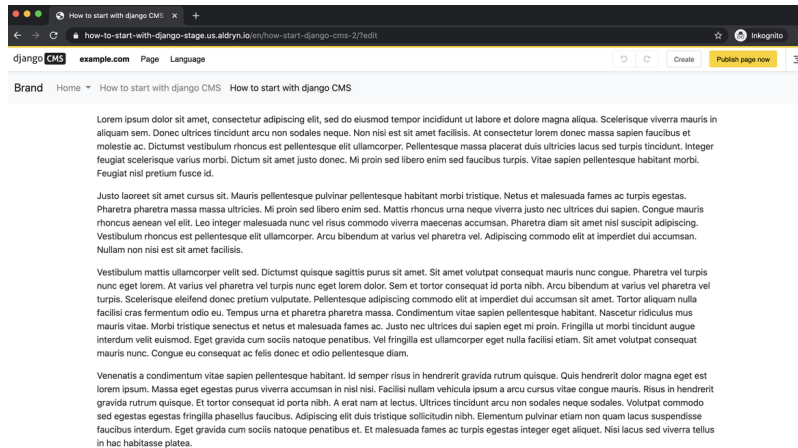 How to start with django CMS
how-to-start-with-django-stage.us.aldryn.io/en/how-start-django-cms-2/?edit
Inkognito
django CMS example.com Page Language Create Publish page now
Brand Home How to start with django CMS How to start with django CMS
Lorem ipsum dolor sit amet, consectetur adipiscing elit, sed do eiusmod tempor incididunt ut labore et dolore magna aliqua. Scelerisque viverra mauris in
aliquam sem. Donec ultrices tincidunt arcu non sodales neque. Non nisi est sit amet facilisis. At consectetur lorem donec massa sapien faucibus et
molestie ac. Dictumst vestibulum rhoncus est pellentesque elit ullamcorper. Pellentesque massa placerat duis ultricies lacus sed turpis tincidunt. Integer
feugiat scelerisque varius morbi. Dictum sit amet justo donec. Mi proin sed libero enim sed faucibus turpis. Vitae sapien pellentesque habitant morbi.
Feugiat nisl pretium fusce id.
Justo laoreet sit amet cursus sit. Mauris pellentesque pulvinar pellentesque habitant morbi tristique. Netus et malesuada fames ac turpis egestas.
Pharetra pharetra massa massa ultricies. Mi proin sed libero enim sed. Mattis rhoncus urna neque viverra justo nec ultrices dui sapien. Congue mauris
rhoncus aenean vel elit. Leo integer malesuada nunc vel risus commodo viverra maecenas accumsan. Pharetra diam sit amet nisl suscipit adipiscing.
Vestibulum rhoncus est pellentesque elit ullamcorper. Arcu bibendum at varius vel pharetra vel. Adipiscing commodo elit at imperdiet dui accumsan.
Nullam non nisi est sit amet facilisis.
Vestibulum mattis ullamcorper velit sed. Dictumst quisque sagittis purus sit amet. Sit amet volutpat consequat mauris nunc congue. Pharetra vel turpis
nunc eget lorem. At varius vel pharetra vel turpis nunc eget lorem dolor. Sem et tortor consequat id porta nibh. Arcu bibendum at varius vel pharetra vel
turpis. Scelerisque eleifend donec pretium vulputate. Pellentesque adipiscing commodo elit at imperdiet dui accumsan sit amet. Tortor aliquam nulla
facilisi cras fermentum odio eu. Tempus urna et pharetra pharetra massa. Condimentum vitae sapien pellentesque habitant. Nascetur ridiculus mus
mauris vitae. Morbi tristique senectus et netus et malesuada fames ac. Justo nec ultrices dui sapien eget mi proin. Fringilla ut morbi tincidunt augue
interdum velit euismod. Eget gravida cum sociis natoque penatibus. Vel fringilla est ullamcorper eget nulla facilisi etiam. Sit amet volutpat consequat
mauris nunc. Congue eu consequat ac felis donec et odio pellentesque diam.
Venenatis a condimentum vitae sapien pellentesque habitant. Id semper risus in hendrerit gravida rutrum quisque. Quis hendrerit dolor magna eget est
lorem ipsum. Massa eget egestas purus viverra accumsan in nisl nisi. Facilisi nullam vehicula ipsum a arcu cursus vitae congue mauris. Risus in hendrerit
gravida rutrum quisque. Et tortor consequat id porta nibh. A erat nam at lectus. Ultrices tincidunt arcu non sodales neque sodales. Volutpat commodo
sed egestas egestas fringilla phasellus faucibus. Adipiscing elit duis tristique sollicitudin nibh. Elementum pulvinar etiam non quam lacus suspendisse
faucibus interdum. Eget gravida cum sociis natoque penatibus et. Et malesuada fames ac turpis egestas integer eget aliquet. Nisi lacus sed viverra tellus
in hac habitasse platea.